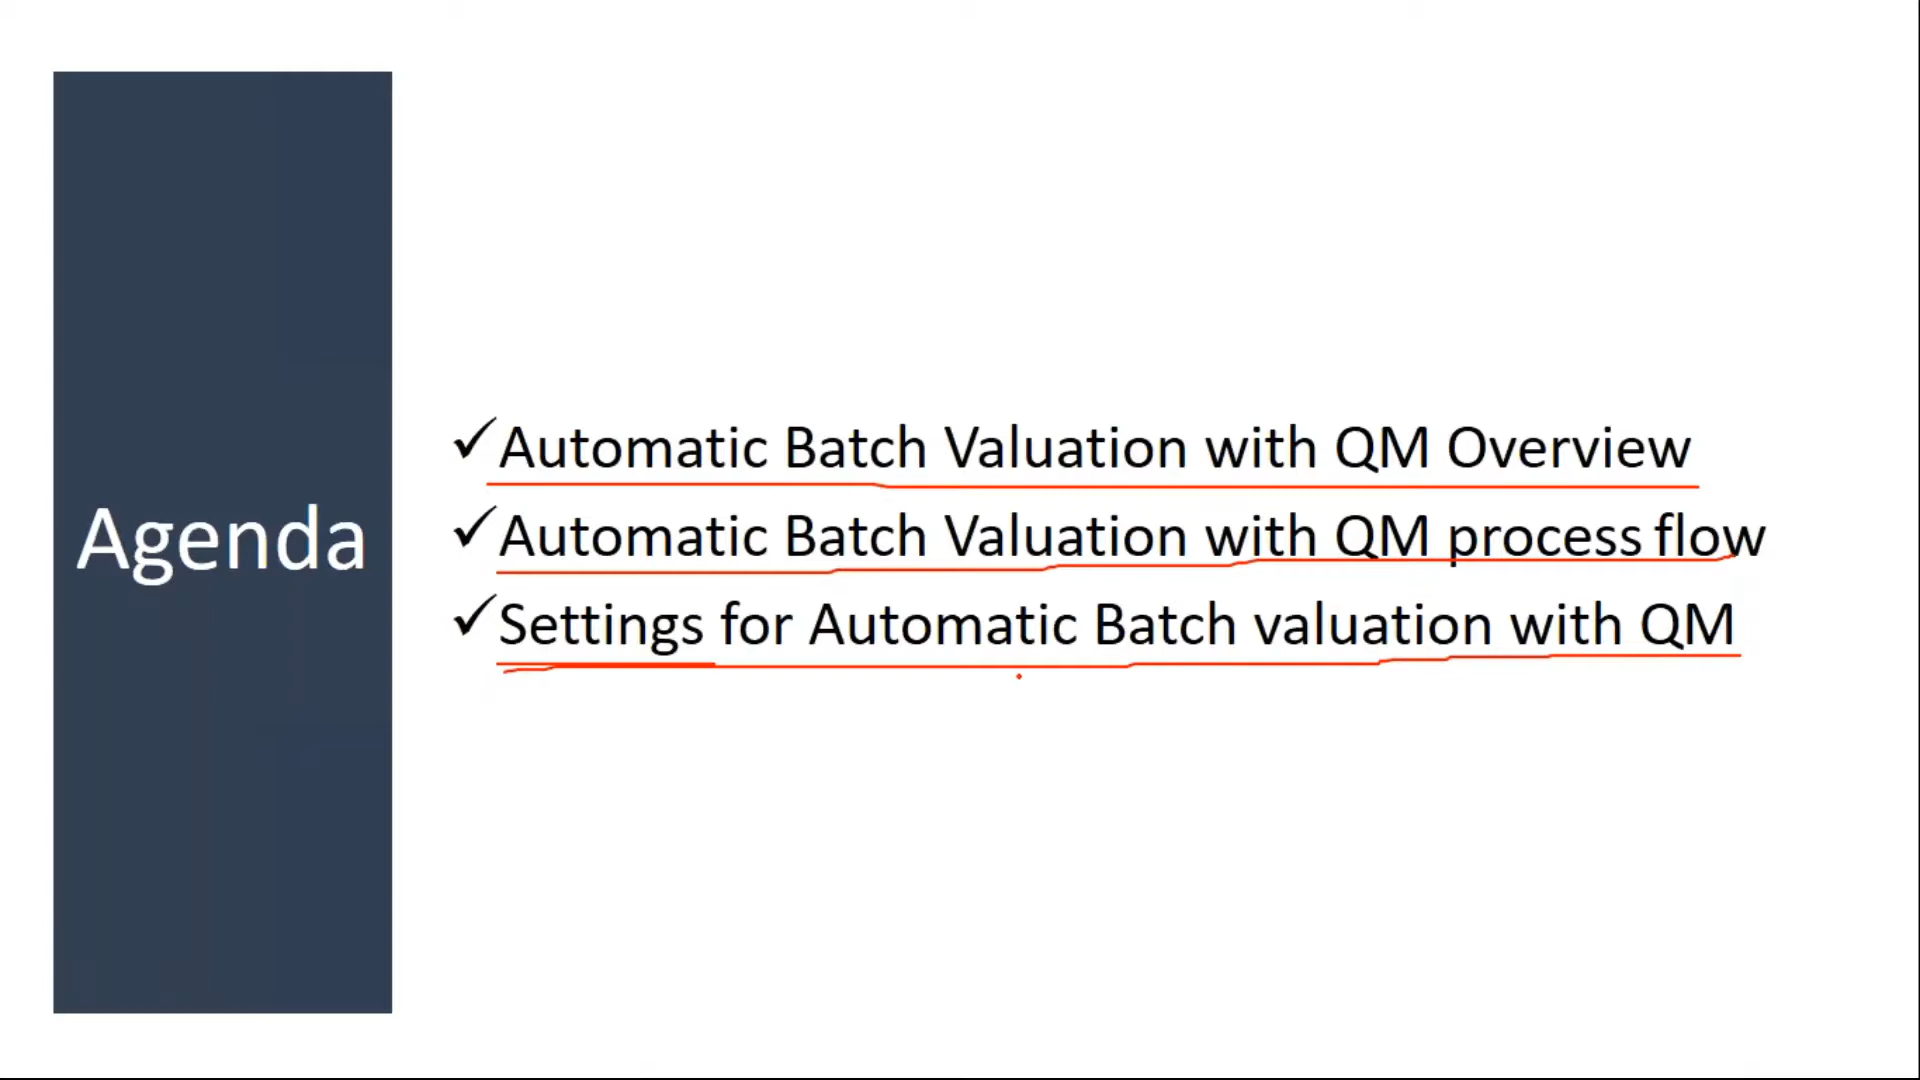 Agenda
✓Automatic Batch Valuation with QM Overview
✓Automatic Batch Valuation with QM process flow
✓Settings for Automatic Batch valuation with QM